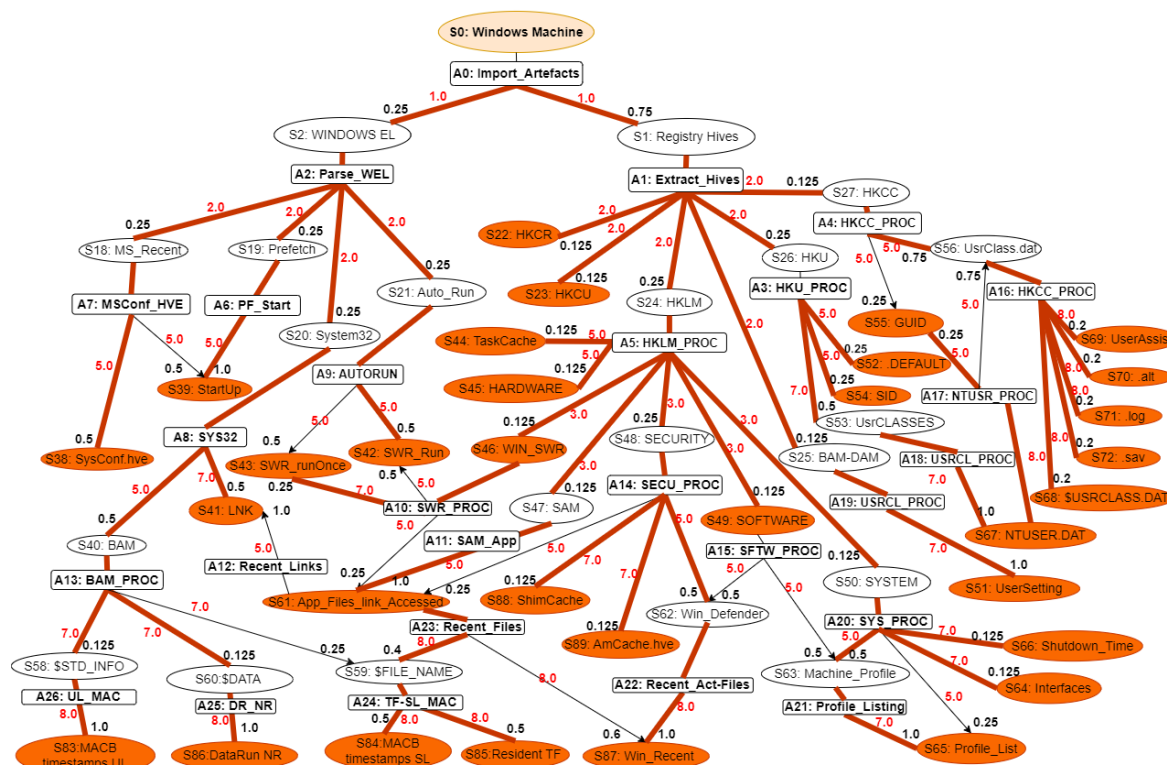 S0: Windows Machine
A0: Import_Artefacts
1.0
1.0
0.25
0.75
S2: WINDOWS EL
S1: Registry Hives
A2: Parse_WEL
A1: Extract_Hives
2.0
0.125
S27: HKCC
2.0
2.0
2.0
2.0
0.25
0.25
S22: HKCR
2.0
0.125
2.0
2.0
2.0
0.25
A4: HKCC_PROC
S18: MS_Recent
S19: Prefetch
2.0
0.25
S26: HKU
5.0
5.0
0.75
S56: UsrClass.dat
S21: Auto_Run
S23: HKCU
0.125
0.25
S24: HKLM
A3: HKU_PROC
0.75
A16: HKCC_PROC
A7: MSConf_HVE
A6: PF_Start
0.25
S20: System32
0.25
S55: GUID
5.0
8.0
0.2
S69: UserAssis
S44: TaskCache
0.125
5.0
A5: HKLM_PROC
2.0
5.0
0.25
S52: .DEFAULT
5.0
8.0
0.2
S70: .alt
5.0
5.0
0.5
1.0
S39: StartUp
A9: AUTORUN
S45: HARDWARE
0.125
5.0
7.0
0.25
S54: SID
A17: NTUSR_PROC
8.0
0.2
S71: .log
5.0
5.0
3.0
3.0
3.0
0.5
S53: UsrCLASSES
8.0
0.2
S72: .sav
0.5
S38: SysConf.hve
A8: SYS32
0.5
S43: SWR_runOnce
0.5
S42: SWR_Run
0.125
S46: WIN_SWR
0.25
S48: SECURITY
3.0
0.125
S25: BAM-DAM
A18: USRCL_PROC
0.2
S68: $USRCLASS.DAT
5.0
7.0
0.5
S41: LNK
0.25
1.0
7.0
A10: SWR_PROC
A14: SECU_PROC
0.125
S47: SAM
0.125
S49: SOFTWARE
A19: USRCL_PROC
7.0
1.0
S67: NTUSER.DAT
0.5
S40: BAM
5.0
5.0
A11: SAM_App
5.0
5.0
A15: SFTW_PROC
0.125
S50: SYSTEM
7.0
1.0
S51: UserSetting
A13: BAM_PROC
A12: Recent_Links
0.25
1.0
0.25
S61: App_Files_link_Accessed
7.0
0.125
S88: ShimCache
7.0
0.5
0.5
S62: Win_Defender
5.0
5.0
A20: SYS_PROC
7.0
7.0
7.0
7.0
A23: Recent_Files
8.0
0.125
S89: AmCache.hve
5.0
7.0
0.125
S66: Shutdown_Time
0.125
S58: $STD_INFO
0.125
S60:$DATA
0.25
0.4
S59: $FILE_NAME
0.5
0.5
S63: Machine_Profile
5.0
0.125
S64: Interfaces
A26: UL_MAC
A25: DR_NR
A24: TF-SL_MAC
8.0
A22: Recent_Act-Files
A21: Profile_Listing
8.0
1.0
8.0
1.0
0.5
8.0
8.0
0.5
0.6
8.0
1.0
7.0
1.0
0.25
S83:MACB
timestamps UL
S86:DataRun NR
S84:MACB
timestamps SL
S85:Resident TF
S87: Win_Recent
S65: Profile_List